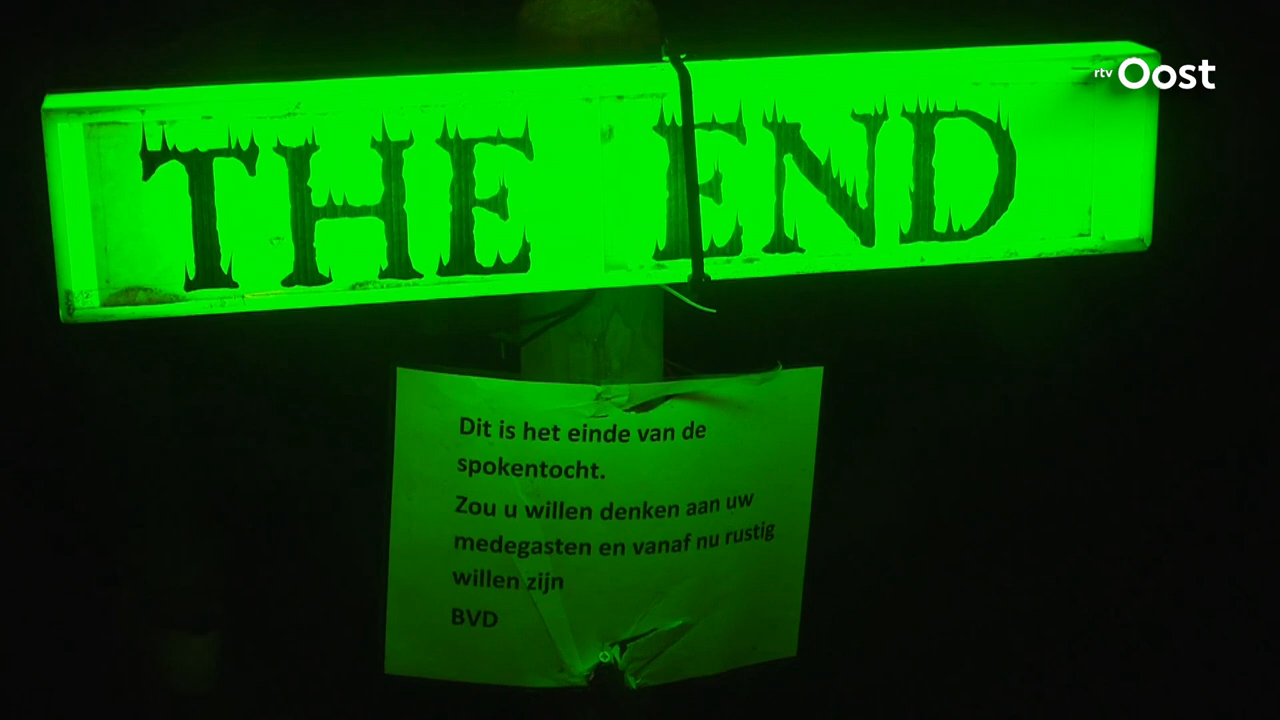 rtv Oost
THE END
Dit is het einde van de
spokentocht.
Zou u willen denken aan uw
medegasten en vanaf nu rustig
willen zijn
BVD